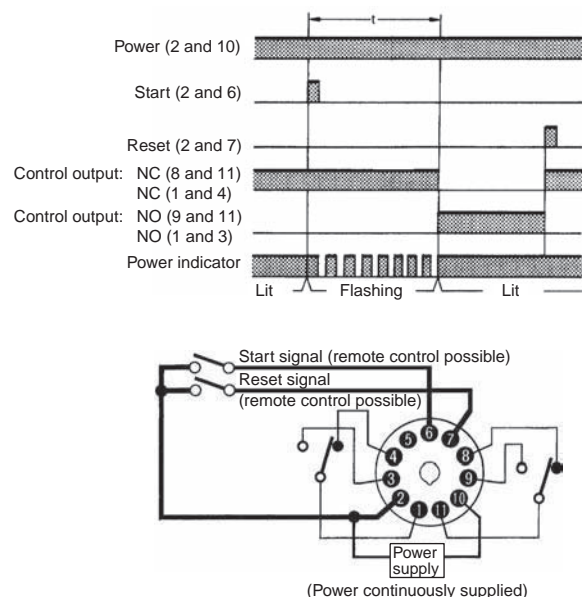 t
Power (2 and 10)
Start (2 and 6)
Reset (2 and 7)
Control output: NC (8 and 11)
NC (1 and 4)
Control output: NO (9 and 11)
NO (1 and 3)
Power indicator
Lit Flashing Lit
Start signal (remote control possible)
Reset signal
(remote control possible)
5 6 7
4 8
3 9
2 10
1 11
Power
supply
(Power continuously supplied)